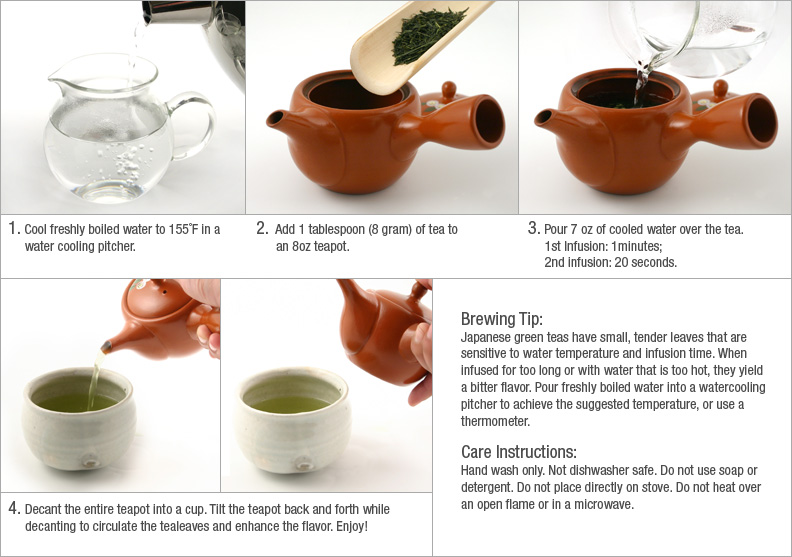 1. Cool freshly boiled water to 155˚F in a
water cooling pitcher.
2. Add 1 tablespoon (8 gram) of tea to
an 8oz teapot.
3. Pour 7 oz of cooled water over the tea.
1st Infusion: 1minutes;
2nd infusion: 20 seconds.
4. Decant the entire teapot into a cup. Tilt the teapot back and forth while
decanting to circulate the tealeaves and enhance the flavor. Enjoy!
Brewing Tip:
Japanese green teas have small, tender leaves that are
sensitive to water temperature and infusion time. When
infused for too long or with water that is too hot, they yield
a bitter flavor. Pour freshly boiled water into a watercooling
pitcher to achieve the suggested temperature, or use a
thermometer.
Care Instructions:
Hand wash only. Not dishwasher safe. Do not use soap or
detergent. Do not place directly on stove. Do not heat over
an open flame or in a microwave.